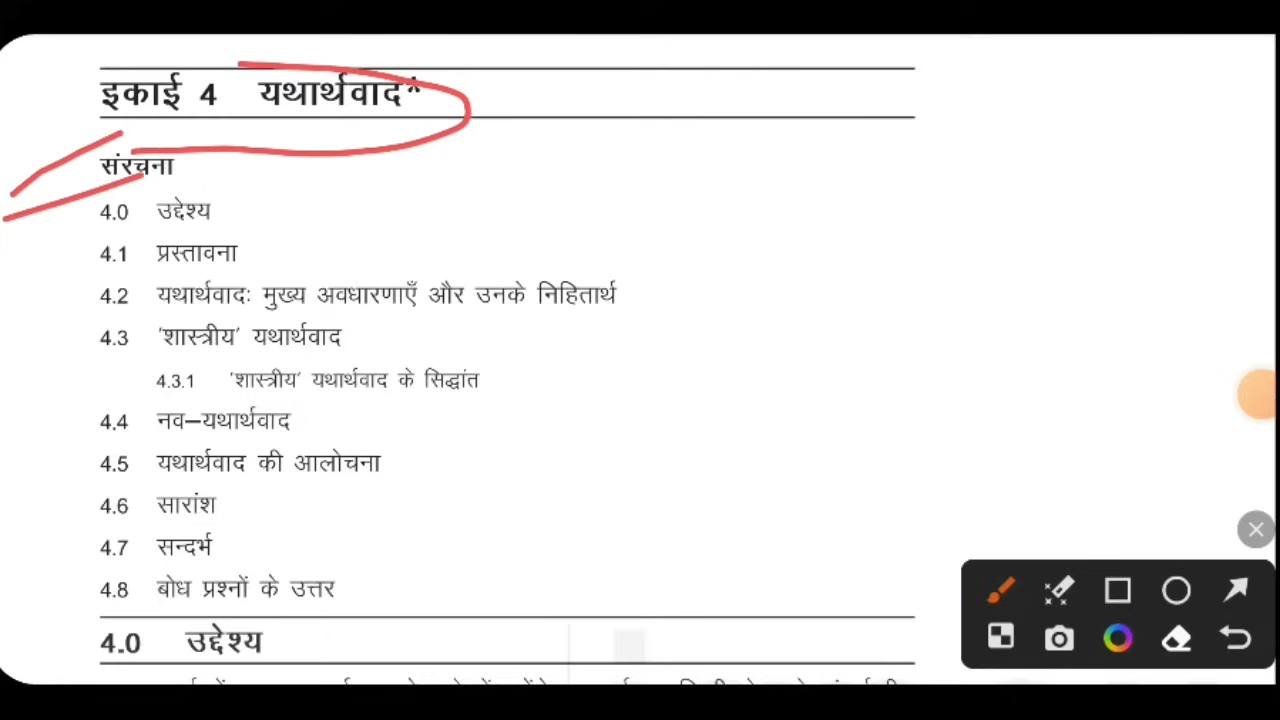 इकाई 4 यथार्थवाद*
संरचना
4.0 उद्देश्य
4.1 प्रस्तावना
4.2 यथार्थवादः मुख्य अवधारणाएँ और उनके निहितार्थ
4.3 'शास्त्रीय' यथार्थवाद
4.3.1 'शास्त्रीय' यथार्थवाद के सिद्धांत
4.4 नव–यथार्थवाद
4.5 यथार्थवाद की आलोचना
4.6 सारांश
4.7 सन्दर्भ
4.8 बोध प्रश्नों के उत्तर
4.0 उद्देश्य